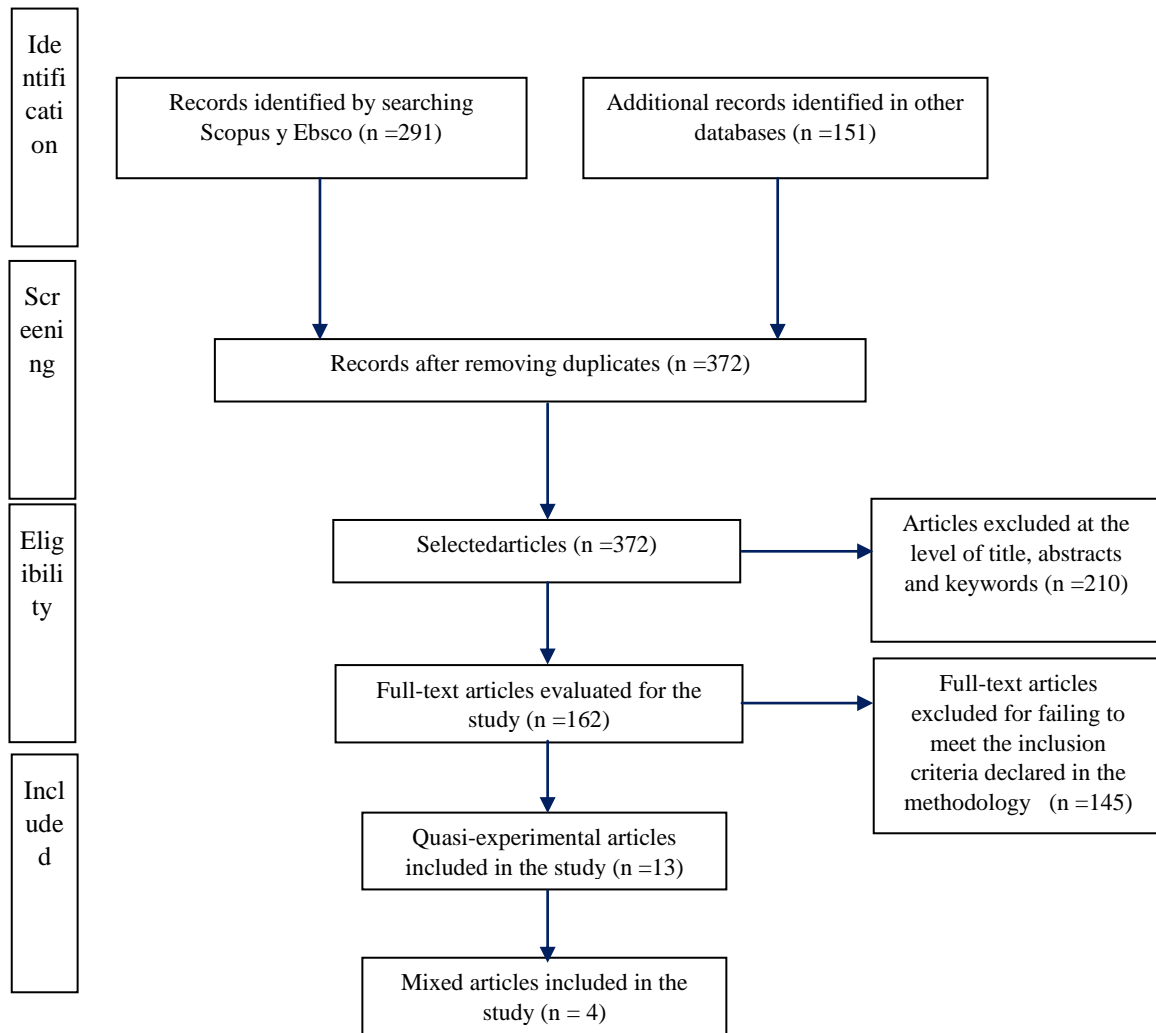 Ide
ntifi
cati
on
Records identified by searching
Scopus y Ebsco (n =291)
Additional records identified in other
databases (n =151)
Scr
eeni
ng
Records after removing duplicates (n =372)
Elig
ibili
ty
Selectedarticles (n =372)
Articles excluded at the
level of title, abstracts
and keywords (n =210)
Full-text articles evaluated for the
study (n =162)
Full-text articles
excluded for failing to
meet the inclusion
criteria declared in the
methodology (n =145)
Incl
ude
d
Quasi-experimental articles
included in the study (n =13)
Mixed articles included in the
study (n = 4)